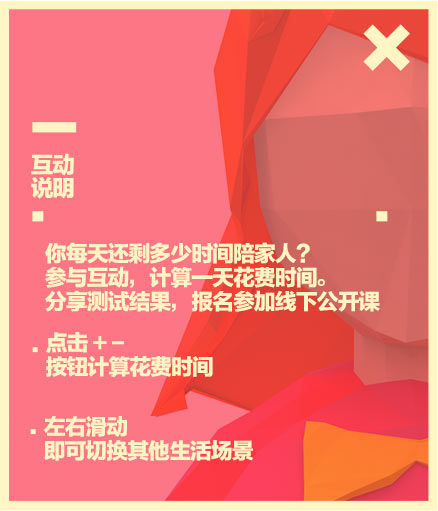 互动
说明
你每天还剩多少时间陪家人？
参与互动，计算一天花费时间。
分享测试结果，报名参加线下公开课
点击＋－
按钮计算花费时间
左右滑动
即可切换其他生活场景